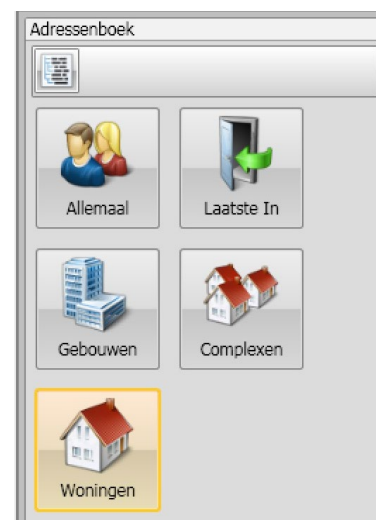 Adressenboek
Allemaal
Laatste In
Gebouwen
Complexen
Woningen